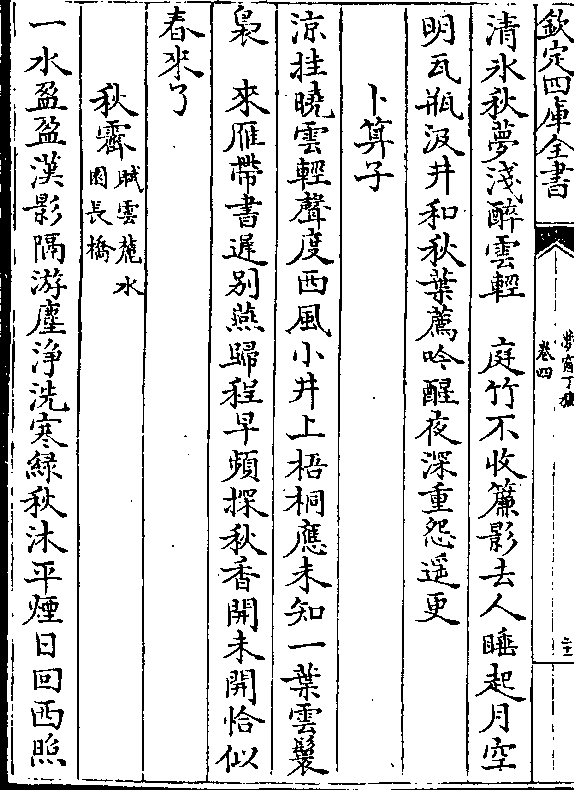 欽定四庫全書
夢窗丁稿
卷四
清氷秋夢淺醉雲輕　庭竹不收簾影去人睡起月空
明瓦瓶汲井和秋葉薦吟醒夜深重怨遥更
卜算子
涼挂曉雲輕聲度西風小井上梧桐應未知一葉雲鬟
裊　來雁帶書遲别燕歸程早頻探秋香開未開恰似
春來了
秋霽賦雲麓水
園長橋
一水盈盈漢影隔游塵浄洗寒緑秋沐平煙日回西照